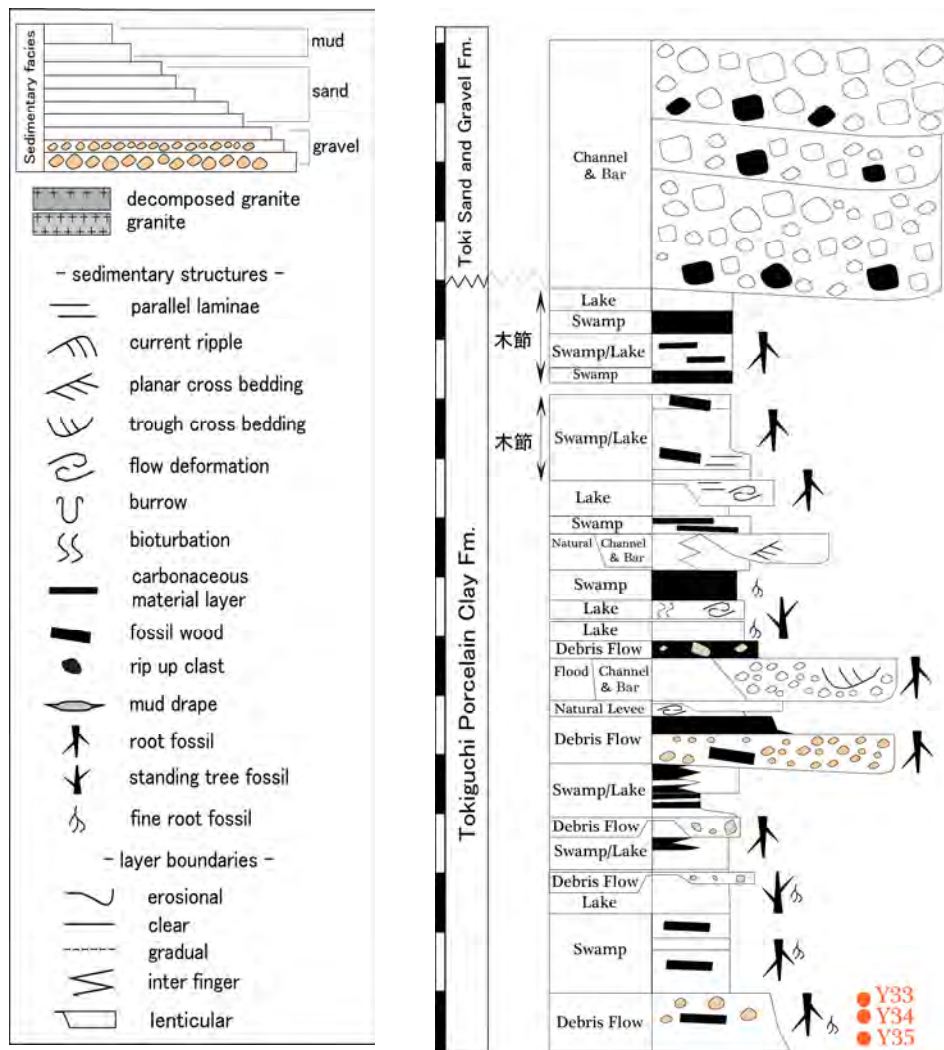 Sedimentary facies
mud
sand
gravel
decomposed granite
granite
- sedimentary structures -
parallel laminae
current ripple
planar cross bedding
trough cross bedding
flow deformation
burrow
bioturbation
carbonaceous
material layer
fossil wood
rip up clast
mud drape
root fossil
standing tree fossil
fine root fossil
- layer boundaries -
erosional
clear
gradual
inter finger
lenticular
Toki Sand and Gravel Fm.
Tokiguchi Porcelain Clay Fm.
Channel
& Bar
Lake
Swamp
木節
Swamp/Lake
Swamp
木節
Swamp/Lake
Lake
Swamp
Natural
Channel
& Bar
Swamp
Lake
Lake
Debris Flow
Flood
Channel
& Bar
Natural Levee
Debris Flow
Swamp/Lake
Debris Flow
Swamp/Lake
Debris Flow
Lake
Swamp
Debris Flow
Y33
Y34
Y35